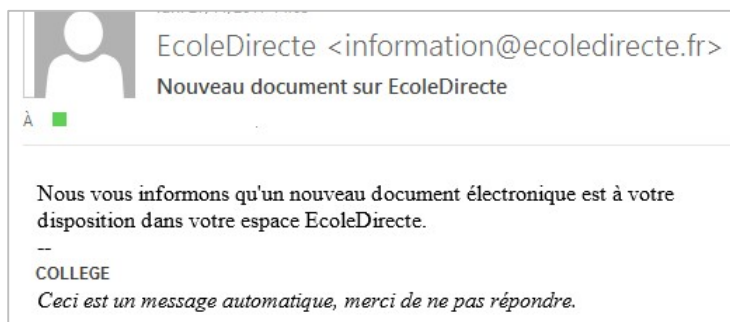 EcoleDirecte <information@ecoledirecte.fr>
Nouveau document sur EcoleDirecte
À
Nous vous informons qu'un nouveau document électronique est à votre
disposition dans votre espace EcoleDirecte.
--
COLLEGE
Ceci est un message automatique, merci de ne pas répondre.